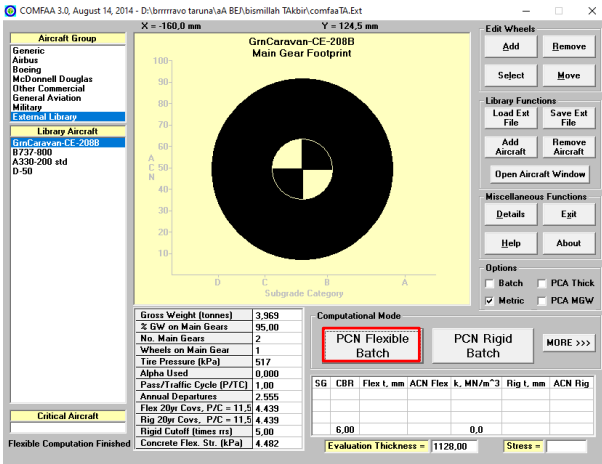 COMFAA 3.0, August 14, 2014 - D:\brrrrravo taruna\aA BEJ\bismillah TAkbir\comfaaTA.Ext
Aircraft Group
Generic
Airbus
Boeing
McDonnell Douglas
Other Commercial
General Aviation
Military
External Library
Library Aircraft
GrnCaravan-CE-208B
B737-800
A330-200 std
D-50
Critical Aircraft
Flexible Computation Finished
X = -160,0 mm
Y = 124,5 mm
GrnCaravan-CE-208B
Main Gear Footprint
100
90
80
70
60
50
40
30
20
10
A
C
N
D
C
B
A
Subgrade Category
Gross Weight (tonnes) 3,969
% GW on Main Gears 95,00
No. Main Gears 2
Wheels on Main Gear 1
Tire Pressure (kPa) 517
Alpha Used 0,000
Pass/Traffic Cycle (P/TC) 1,00
Annual Departures 2.555
Flex 20yr Covs, P/C = 11,5 4.439
Rig 20yr Covs, P/C = 11,5 4.439
Rigid Cutoff (times rrs) 5,00
Concrete Flex. Str. (kPa) 4.482
Edit Wheels
Add
Remove
Select
Move
Library Functions
Load Ext
File
Save Ext
File
Add
Aircraft
Remove
Aircraft
Open Aircraft Window
Miscellaneous Functions
Details
Exit
Help
About
Options
Batch
PCA Thick
Metric
PCA MGW
Computational Mode
PCN Flexible
Batch
PCN Rigid
Batch
MORE >>>
SG CBR Flex t, mm ACN Flex k, MN/m^3 Rig t, mm ACN Rig
6,00 0,0
Evaluation Thickness = 1128,00 Stress =